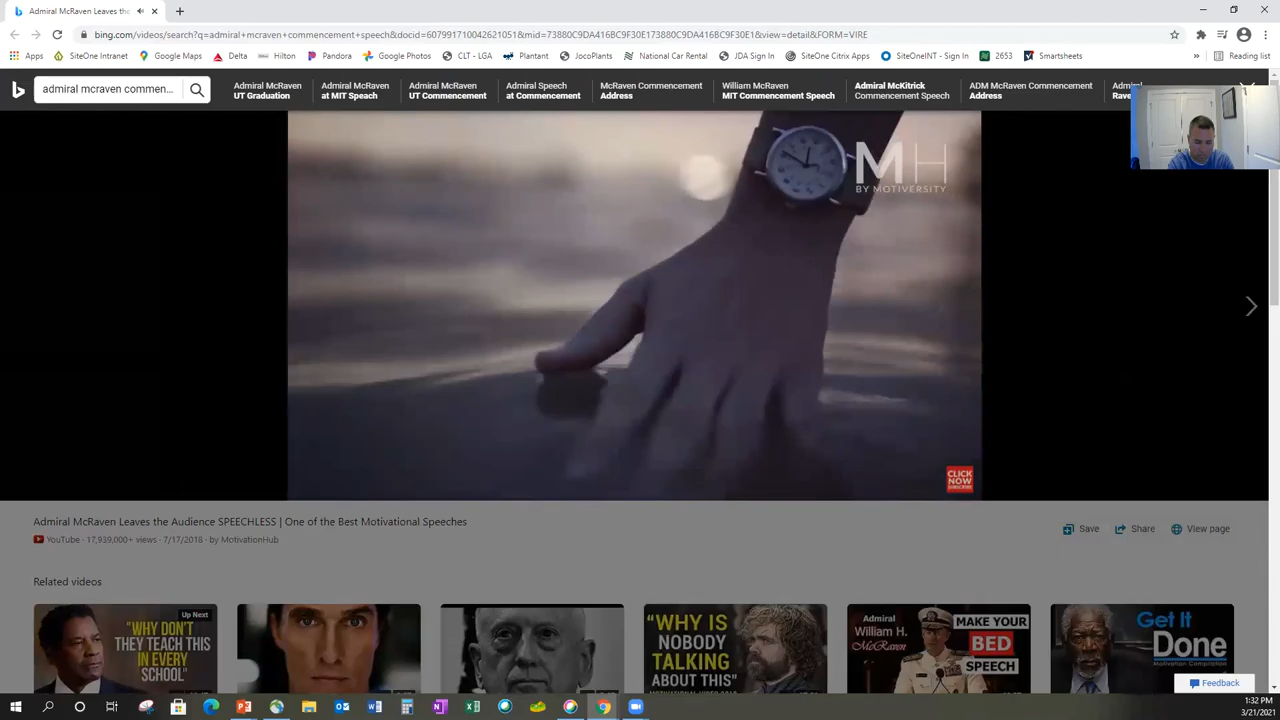 Admiral McRaven Leaves the
bing.com/videos/search?q=admiral+mcraven+commencement+speech&docid=607991710042621051&mid=73880C9DA416BC9F30E173880C9DA416BC9F30E1&view=detail&FORM=VIRE
Apps
SiteOne Intranet
Google Maps
Delta
Hilton
Pandora
Google Photos
CLT - LGA
Plantant
JocoPlants
National Car Rental
JDA Sign In
SiteOne Citrix Apps
SiteOneINT - Sign In
2653
Smartsheets
»
Reading list
admiral mcraven commen...
Admiral McRaven
UT Graduation
Admiral McRaven
at MIT Speach
Admiral McRaven
UT Commencement
Admiral Speech
at Commencement
McRaven Commencement
Address
William McRaven
MIT Commencement Speech
Admiral McKitrick
Commencement Speech
ADM McRaven Commencement
Address
MH
BY MOTIVERSITY
CLICK
NOW
SUBSCRIBE
Admiral McRaven Leaves the Audience SPEECHLESS | One of the Best Motivational Speeches
YouTube · 17,939,000+ views · 7/17/2018 · by MotivationHub
Save
Share
View page
Related videos
Up Next
"WHY DON'T
THEY TEACH THIS
IN EVERY
SCHOOL"
"WHY IS
NOBODY
TALKING
ABOUT THIS"
Admiral
William H.
McRaven
MAKE YOUR
BED
SPEECH
Get It
Done
Motivation Compilation
Feedback
1:32 PM
3/21/2021